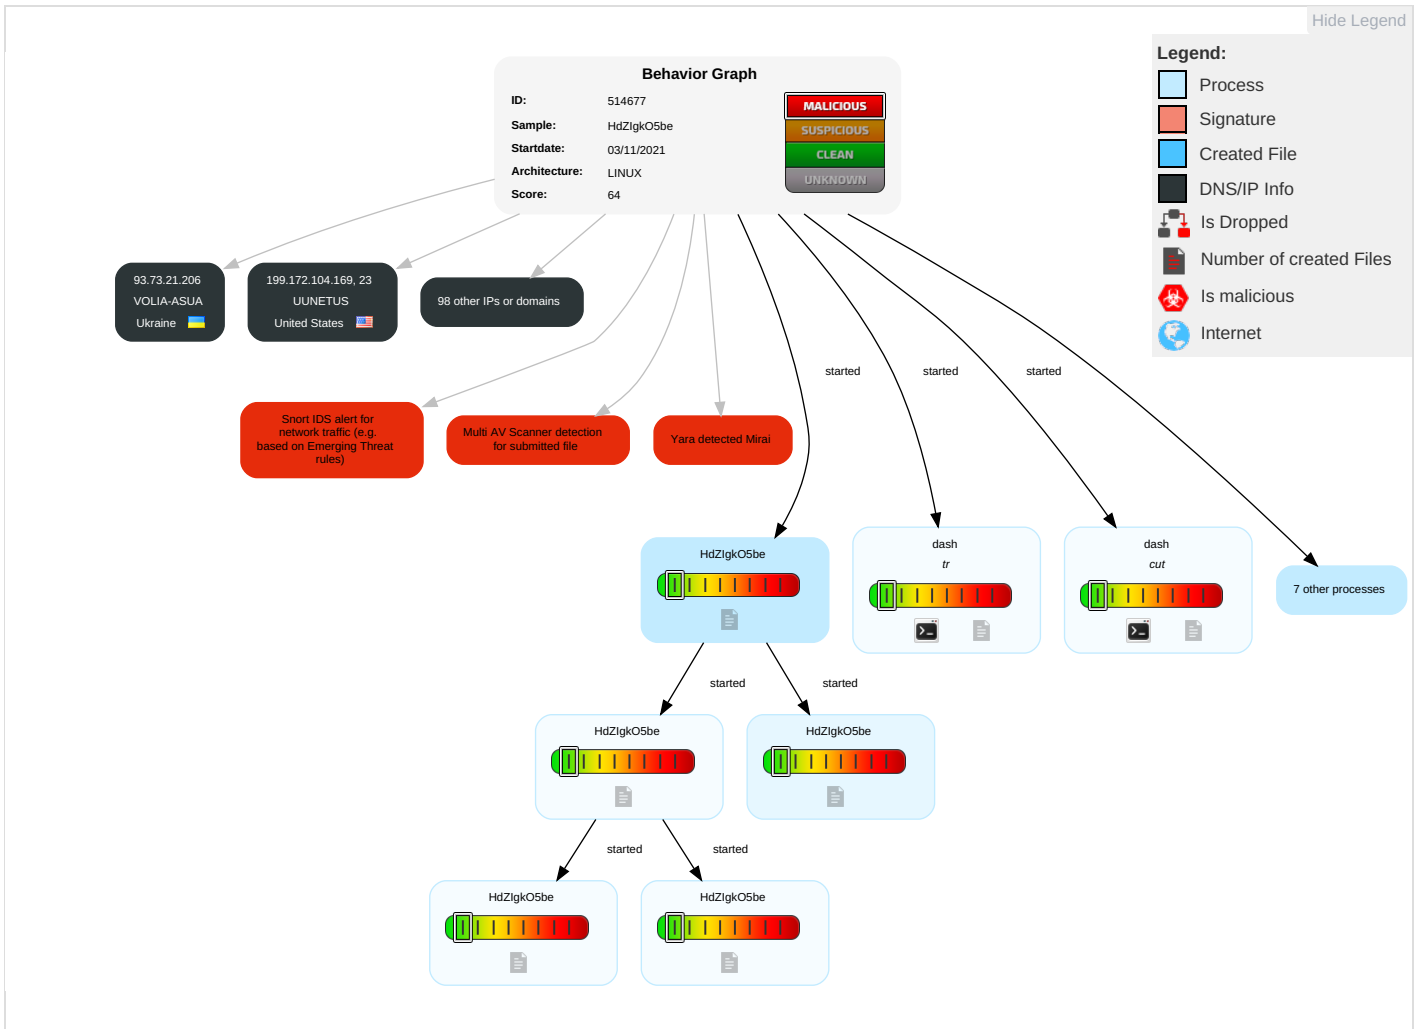 Hide Legend
Legend:
Process
Signature
Created File
DNS/IP Info
Is Dropped
Number of created Files
Is malicious
Internet
Behavior Graph
ID: 514677
Sample: HdZIgkO5be
Startdate: 03/11/2021
Architecture: LINUX
Score: 64
MALICIOUS
SUSPICIOUS
CLEAN
UNKNOWN
93.73.21.206
VOLIA-ASUA
Ukraine
199.172.104.169, 23
UUNETUS
United States
98 other IPs or domains
started
started
started
Snort IDS alert for
network traffic (e.g.
based on Emerging Threat
rules)
Multi AV Scanner detection
for submitted file
Yara detected Mirai
HdZIgkO5be
dash
tr
dash
cut
7 other processes
started
started
HdZIgkO5be
HdZIgkO5be
started
started
HdZIgkO5be
HdZIgkO5be